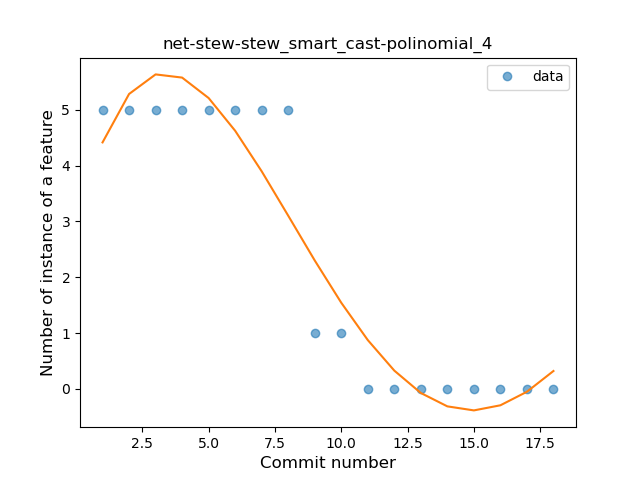 net-stew-stew_smart_cast-polinomial_4
data
Number of instance of a feature
5
4
3
2
1
0
2.5 5.0 7.5 10.0 12.5 15.0 17.5
Commit number